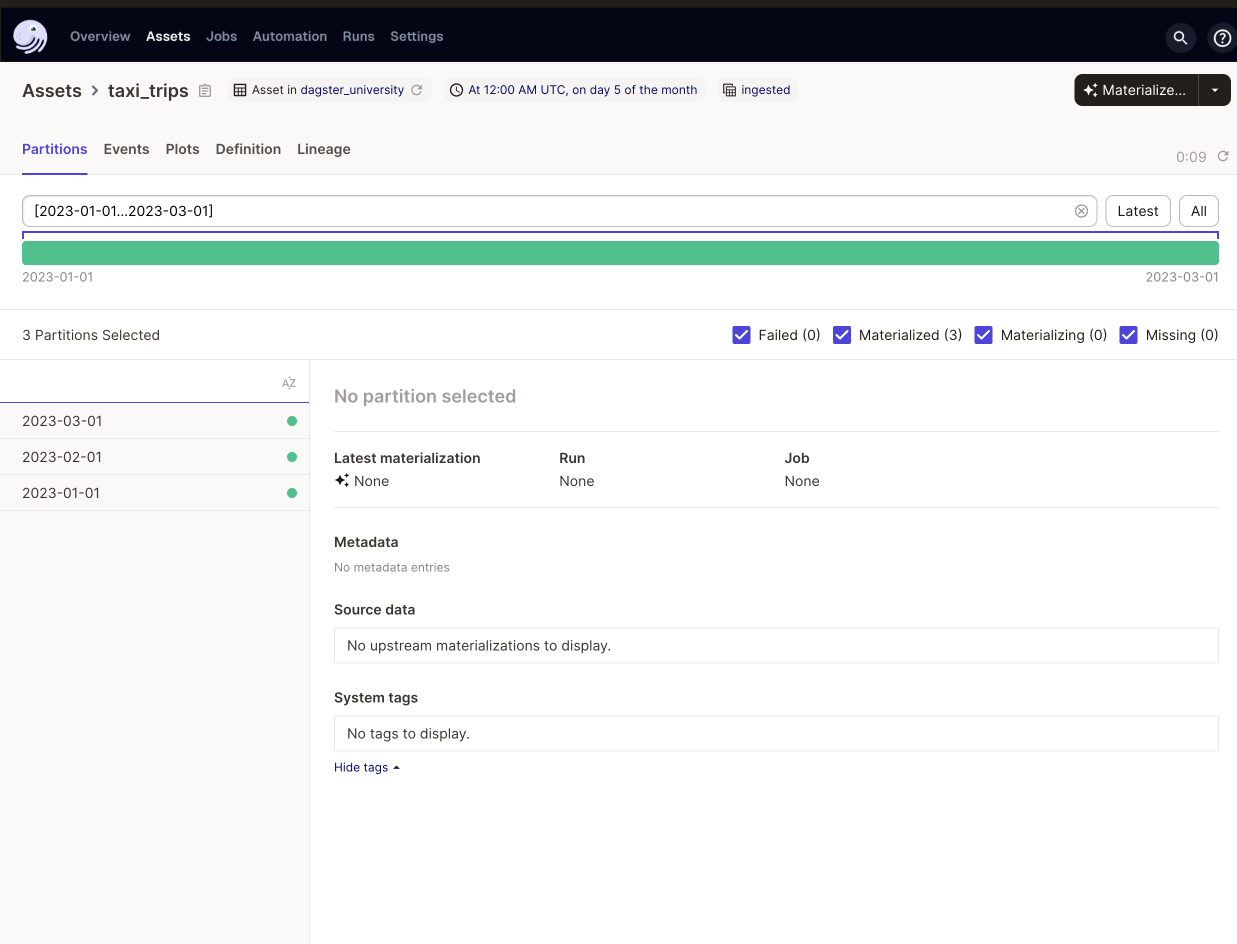 Overview Assets Jobs Automation Runs Settings
Assets > taxi_trips Asset in dagster_university At 12:00 AM UTC, on day 5 of the month ingested Materialize...
Partitions Events Plots Definition Lineage
0:09
[2023-01-01...2023-03-01] Latest All
2023-01-01 2023-03-01
3 Partitions Selected Failed (0) Materialized (3) Materializing (0) Missing (0)
AZ
2023-03-01
2023-02-01
2023-01-01
No partition selected
Latest materialization Run Job
None None None
Metadata
No metadata entries
Source data
No upstream materializations to display.
System tags
No tags to display.
Hide tags